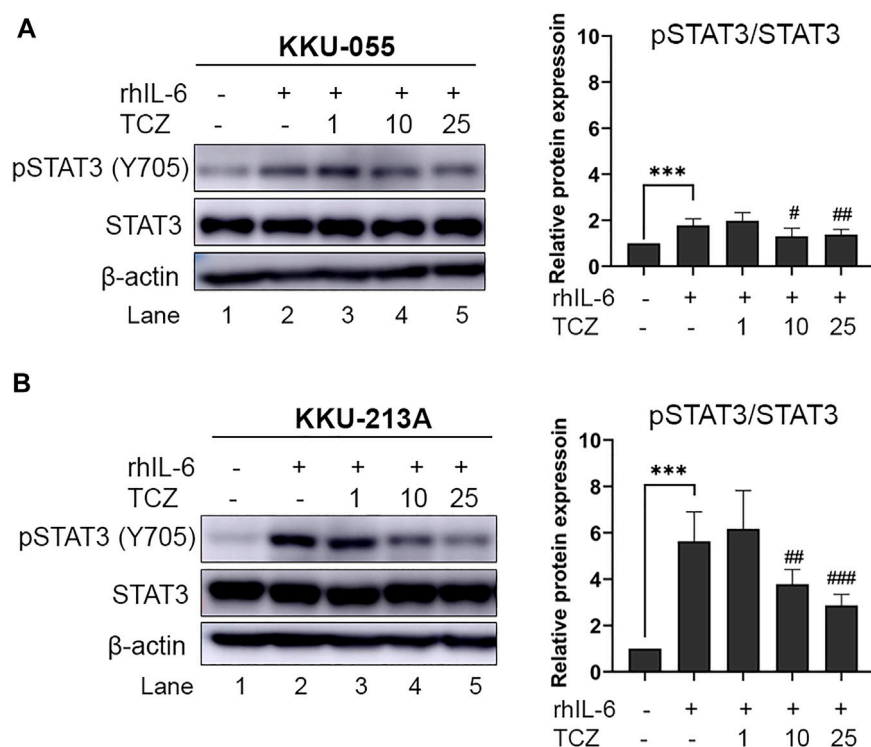 A
KKU-055
rhIL-6 - + + + +
TCZ - - 1 10 25
pSTAT3 (Y705)
STAT3
β-actin
Lane 1 2 3 4 5
pSTAT3/STAT3
Relative protein expressoin
10
8
6
4
2
0
***
#
##
rhIL-6 - + + + +
TCZ - - 1 10 25
B
KKU-213A
rhIL-6 - + + + +
TCZ - - 1 10 25
pSTAT3 (Y705)
STAT3
β-actin
Lane 1 2 3 4 5
pSTAT3/STAT3
Relative protein expressoin
10
8
6
4
2
0
***
##
###
rhIL-6 - + + + +
TCZ - - 1 10 25